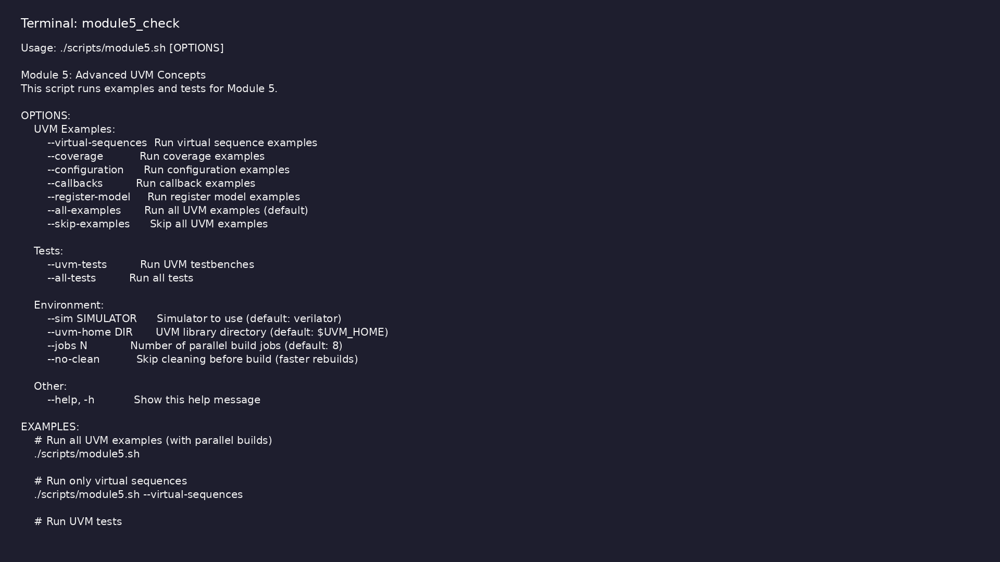 Terminal: module5_check
Usage: ./scripts/module5.sh [OPTIONS]
Module 5: Advanced UVM Concepts
This script runs examples and tests for Module 5.
OPTIONS:
UVM Examples:
--virtual-sequences  Run virtual sequence examples
--coverage           Run coverage examples
--configuration      Run configuration examples
--callbacks          Run callback examples
--register-model     Run register model examples
--all-examples       Run all UVM examples (default)
--skip-examples      Skip all UVM examples
Tests:
--uvm-tests          Run UVM testbenches
--all-tests          Run all tests
Environment:
--sim SIMULATOR      Simulator to use (default: verilator)
--uvm-home DIR       UVM library directory (default: $UVM_HOME)
--jobs N             Number of parallel build jobs (default: 8)
--no-clean           Skip cleaning before build (faster rebuilds)
Other:
--help, -h            Show this help message
EXAMPLES:
# Run all UVM examples (with parallel builds)
./scripts/module5.sh
# Run only virtual sequences
./scripts/module5.sh --virtual-sequences
# Run UVM tests